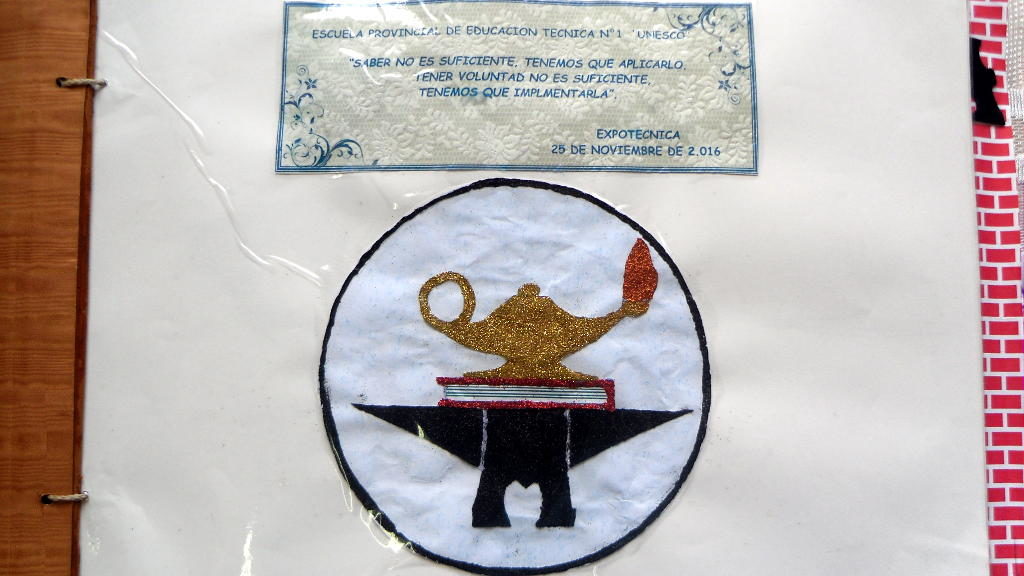 ESCUELA PROVINCIAL DE EDUCACION TECNICA N°1 'UNESCO'
"SABER NO ES SUFICIENTE, TENEMOS QUE APLICARLO.
TENER VOLUNTAD NO ES SUFICIENTE,
TENEMOS QUE IMPLMENTARLA".
EXPOTECNICA
25 DE NOVIEMBRE DE 2.016